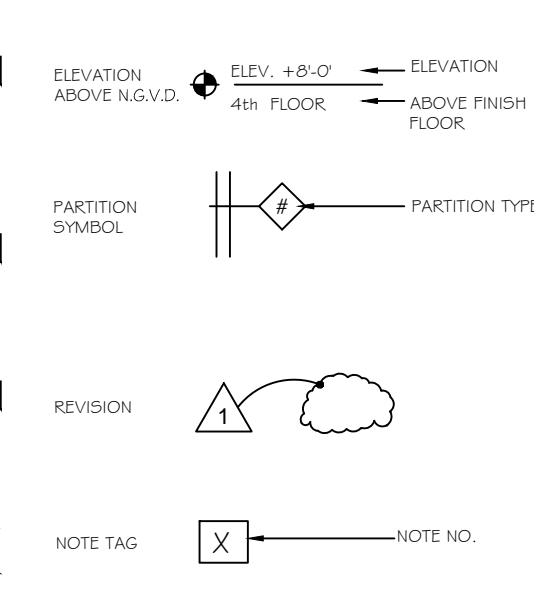 ELEVATION
ABOVE N.G.V.D.
ELEV. +8'-0'
4th FLOOR
ELEVATION
ABOVE FINISH
FLOOR
PARTITION
SYMBOL
#
PARTITION TYPE
REVISION
1
NOTE TAG
X
NOTE NO.